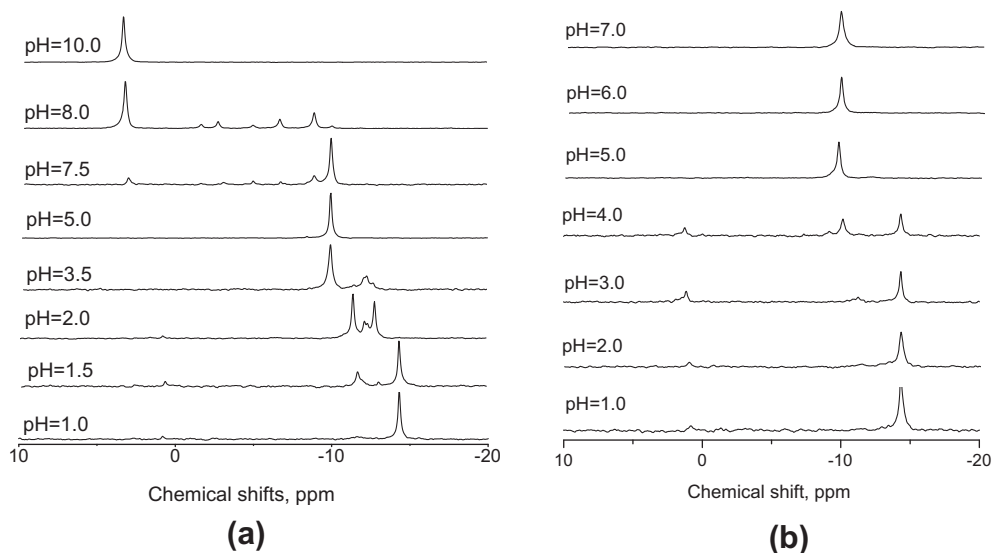 pH=10.0
pH=8.0
pH=7.5
pH=5.0
pH=3.5
pH=2.0
pH=1.5
pH=1.0
10 0 -10 -20
Chemical shifts, ppm
(a)
pH=7.0
pH=6.0
pH=5.0
pH=4.0
pH=3.0
pH=2.0
pH=1.0
10 0 -10 -20
Chemical shift, ppm
(b)